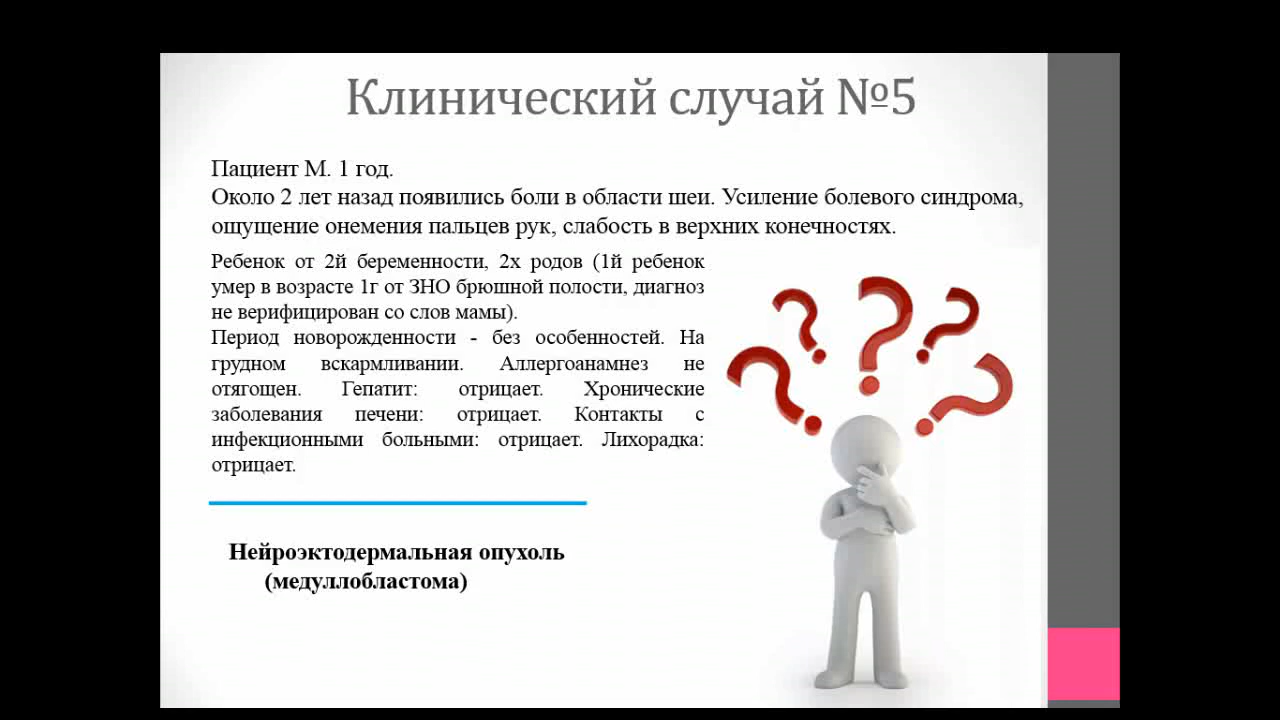 Клинический случай №5
Пациент М. 1 год.
Около 2 лет назад появились боли в области шеи. Усиление болевого синдрома,
ощущение онемения пальцев рук, слабость в верхних конечностях.
Ребенок от 2й беременности, 2х родов (1й ребенок
умер в возрасте 1г от ЗНО брюшной полости, диагноз
не верифицирован со слов мамы).
Период новорожденности - без особенностей. На
грудном вскармливании. Аллергоанамнез не
отягощен. Гепатит: отрицает. Хронические
заболевания печени: отрицает. Контакты с
инфекционными больными: отрицает. Лихорадка:
отрицает.
Нейроэктодермальная опухоль
(медуллобластома)